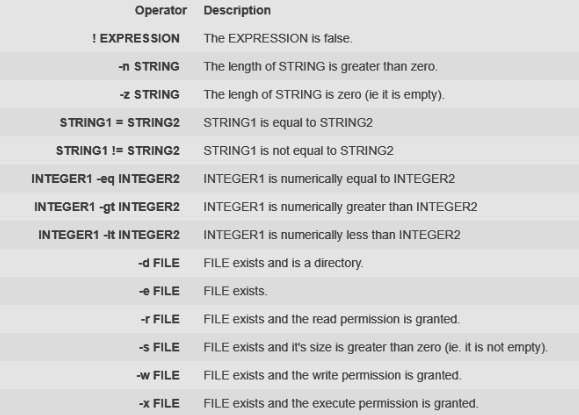 Operator Description
! EXPRESSION The EXPRESSION is false.
-n STRING The length of STRING is greater than zero.
-z STRING The lengh of STRING is zero (ie it is empty).
STRING1 = STRING2 STRING1 is equal to STRING2
STRING1 != STRING2 STRING1 is not equal to STRING2
INTEGER1 -eq INTEGER2 INTEGER1 is numerically equal to INTEGER2
INTEGER1 -gt INTEGER2 INTEGER1 is numerically greater than INTEGER2
INTEGER1 -lt INTEGER2 INTEGER1 is numerically less than INTEGER2
-d FILE FILE exists and is a directory.
-e FILE FILE exists.
-r FILE FILE exists and the read permission is granted.
-s FILE FILE exists and it's size is greater than zero (ie. it is not empty).
-w FILE FILE exists and the write permission is granted.
-x FILE FILE exists and the execute permission is granted.